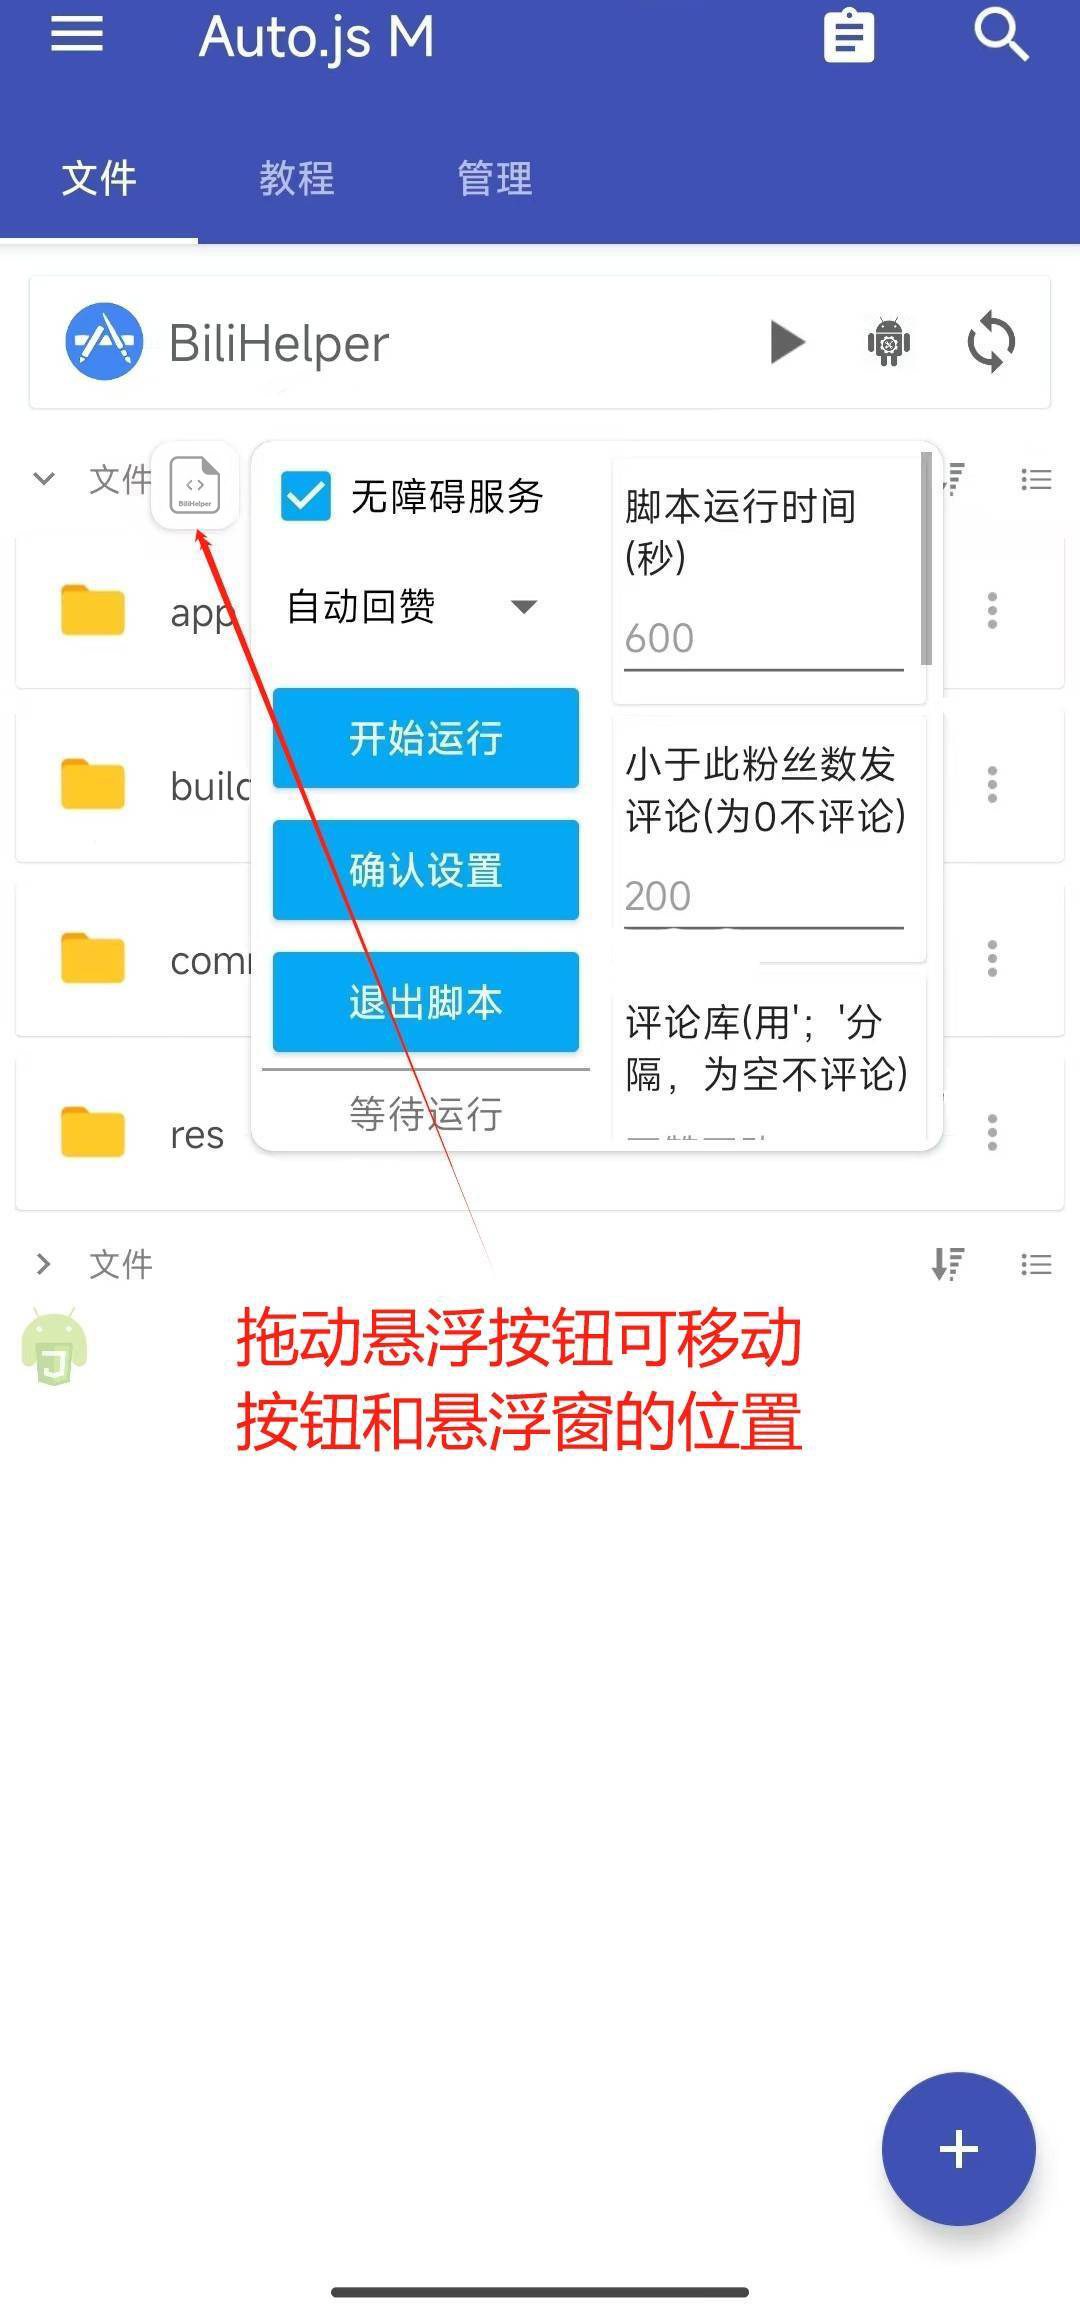 Auto.js M
文件
教程
管理
BiliHelper
文件
BiliHelper
无障碍服务
自动回赞
开始运行
确认设置
退出脚本
等待运行
脚本运行时间
(秒)
600
小于此粉丝数发
评论(为0不评论)
200
评论库(用'；'分
隔，为空不评论)
app
build
com
res
文件
拖动悬浮按钮可移动
按钮和悬浮窗的位置